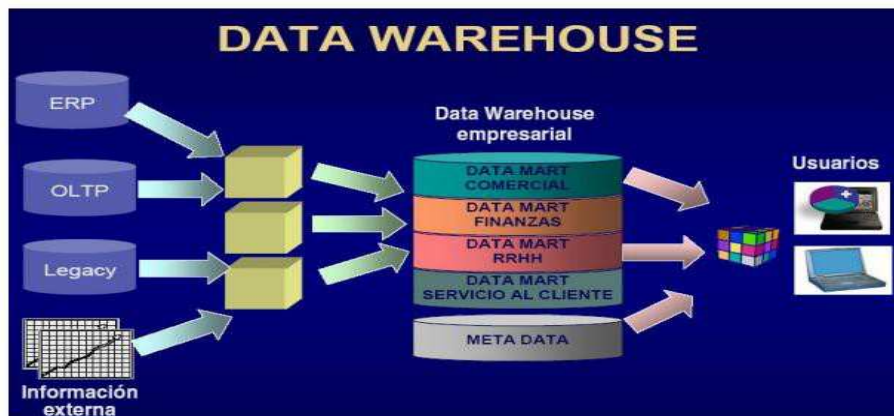 DATA WAREHOUSE
ERP
OLTP
Legacy
Información
externa
Data Warehouse
empresarial
DATA MART
COMERCIAL
DATA MART
FINANZAS
DATA MART
RRHH
DATA MART
SERVICIO AL CLIENTE
META DATA
Usuarios